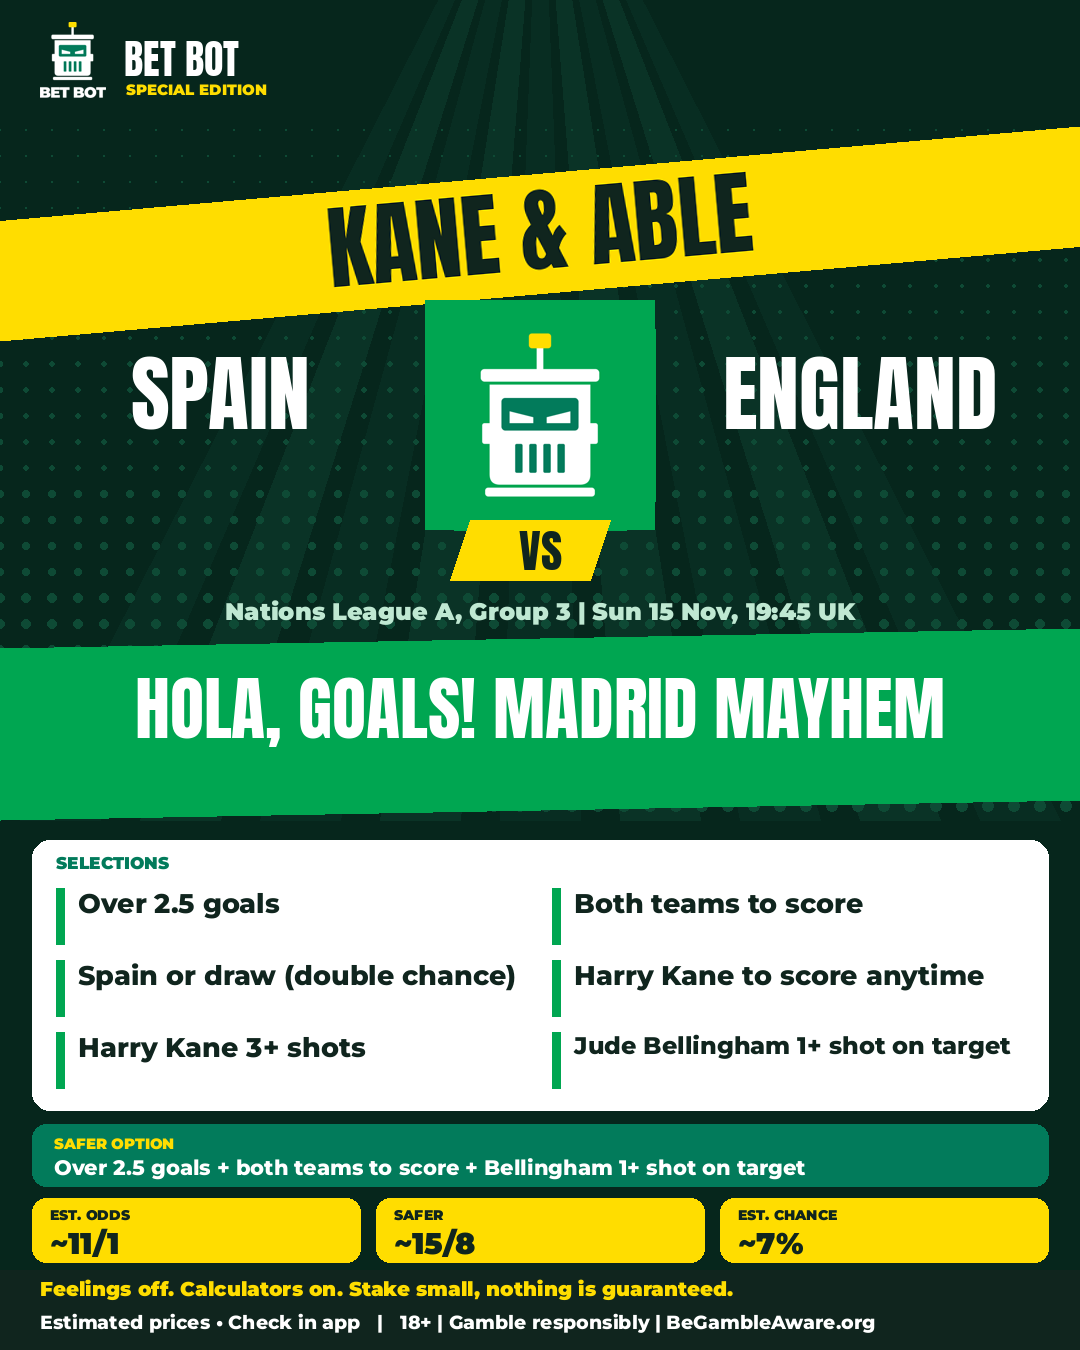 BET BOT
BET BOT
SPECIAL EDITION
KANE & ABLE
SPAIN
ENGLAND
VS
Nations League A, Group 3 | Sun 15 Nov, 19:45 UK
HOLA, GOALS! MADRID MAYHEM
SELECTIONS
Over 2.5 goals
Both teams to score
Spain or draw (double chance)
Harry Kane to score anytime
Harry Kane 3+ shots
Jude Bellingham 1+ shot on target
SAFER OPTION
Over 2.5 goals + both teams to score + Bellingham 1+ shot on target
EST. ODDS
~11/1
SAFER
~15/8
EST. CHANCE
~7%
Feelings off. Calculators on. Stake small, nothing is guaranteed.
Estimated prices • Check in app | 18+ | Gamble responsibly | BeGambleAware.org